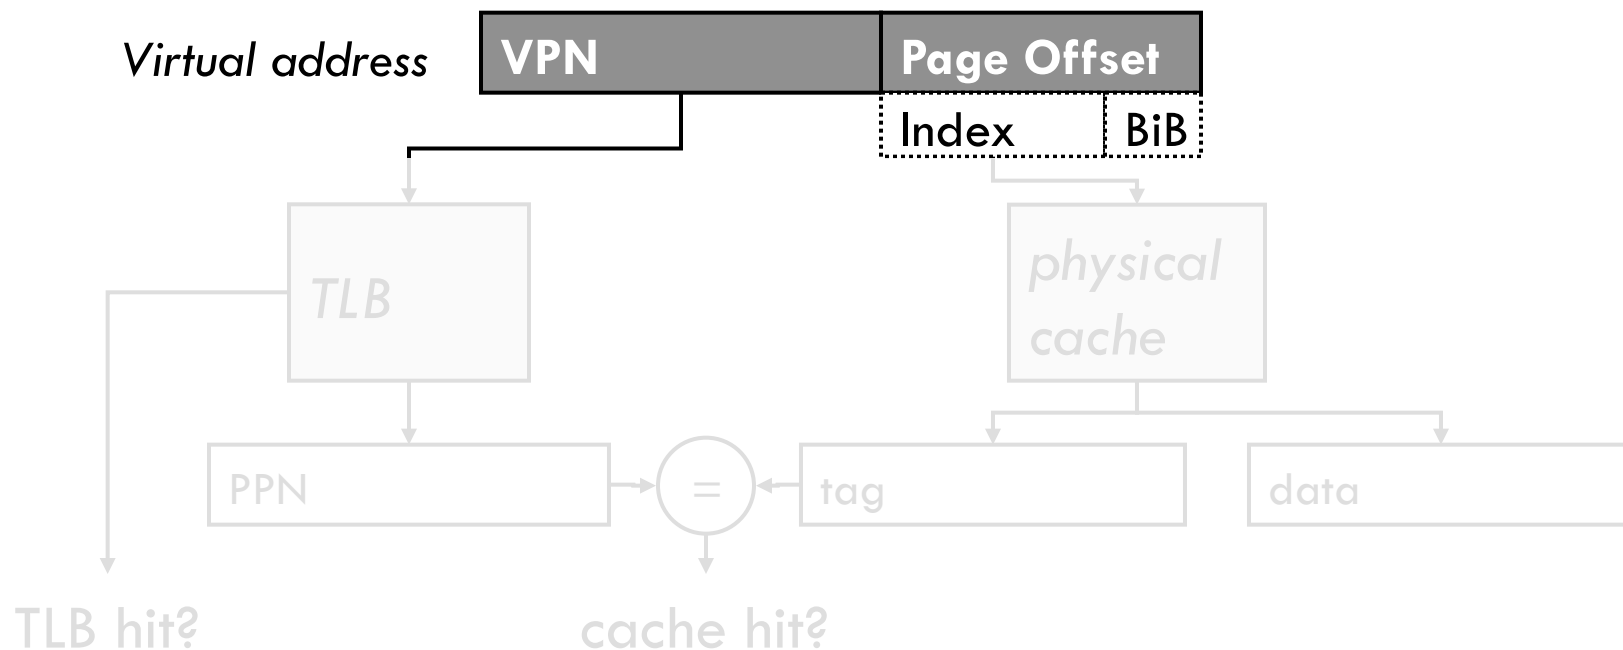 Virtual address
VPN
Page Offset
Index
BiB
TLB
physical
cache
PPN
=
tag
data
TLB hit?
cache hit?